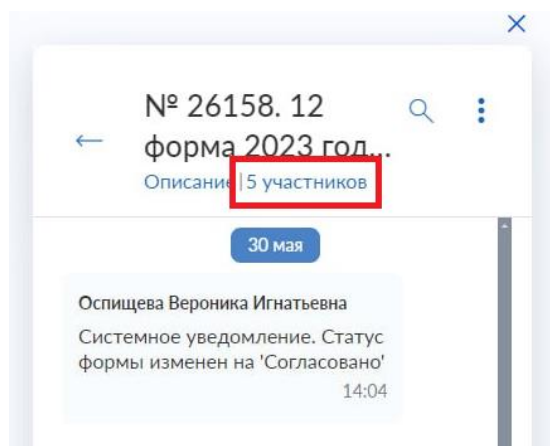 № 26158. 12
форма 2023 год...
Описание | 5 участников
30 мая
Оспищева Вероника Игнатьевна
Системное уведомление. Статус
формы изменен на 'Согласовано'
14:04